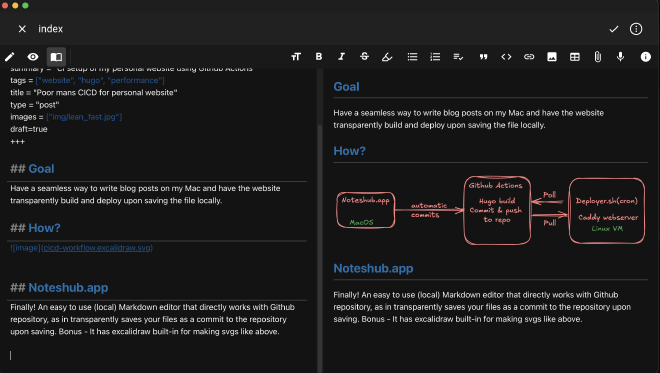 index
summary = "CI setup of my personal website using Github Actions"
tags = ["website", "hugo", "performance"]
title = "Poor mans CICD for personal website"
type = "post"
images = ["img/lean_fast.jpg"]
draft=true
+++
## Goal
Have a seamless way to write blog posts on my Mac and have the website
transparently build and deploy upon saving the file locally.
## How?
![image](cicd-workflow.excalidraw.svg)
## Noteshub.app
Finally! An easy to use (local) Markdown editor that directly works with Github
repository, as in transparently saves your files as a commit to the repository
upon saving. Bonus - It has excalidraw built-in for making svgs like above.
Goal
Have a seamless way to write blog posts on my Mac and have the website
transparently build and deploy upon saving the file locally.
How?
Noteshub.app
MacOS
automatic
commits
Github Actions
Hugo build
Commit & push
to repo
Poll
Pull
Deployer.sh(cron)
Caddy webserver
Linux VM
Noteshub.app
Finally! An easy to use (local) Markdown editor that directly works with Github
repository, as in transparently saves your files as a commit to the repository
upon saving. Bonus - It has excalidraw built-in for making svgs like above.